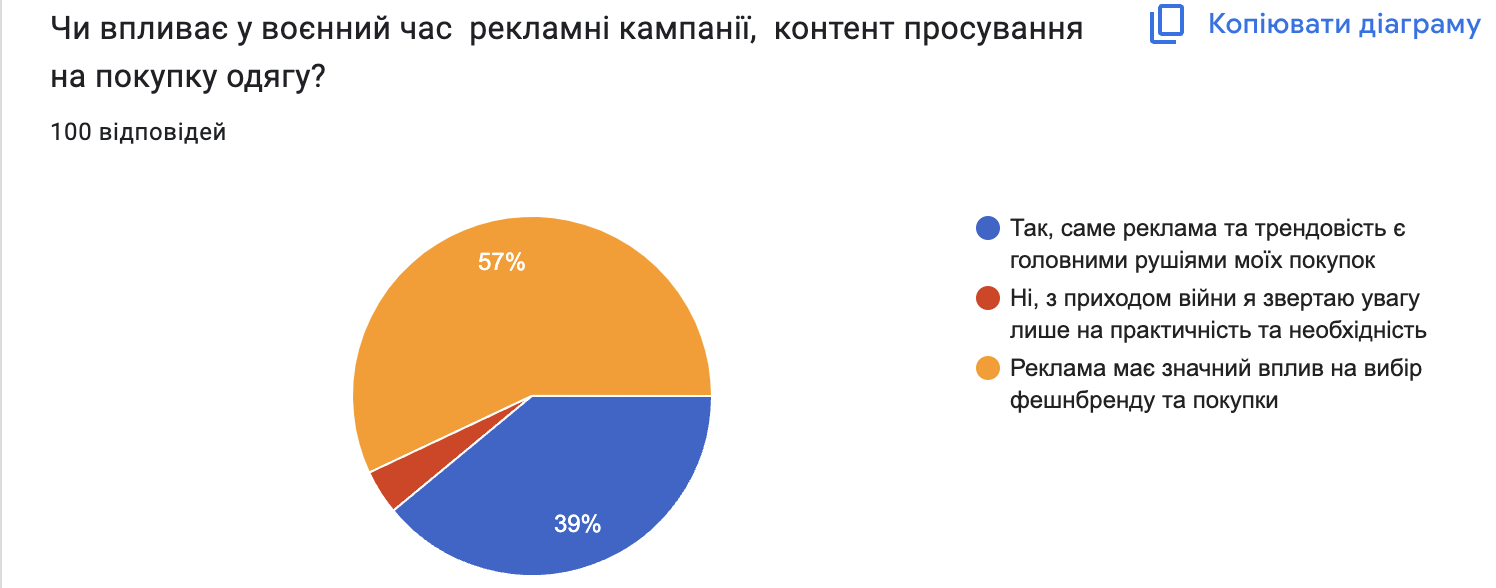 Чи впливає у воєнний час  рекламні кампанії,  контент просування
на покупку одягу?
Копіювати діаграму
100 відповідей
57%
39%
Так, саме реклама та трендовість є
головними рушіями моїх покупок
Ні, з приходом війни я звертаю увагу
лише на практичність та необхідність
Реклама має значний вплив на вибір
фешнбренду та покупки